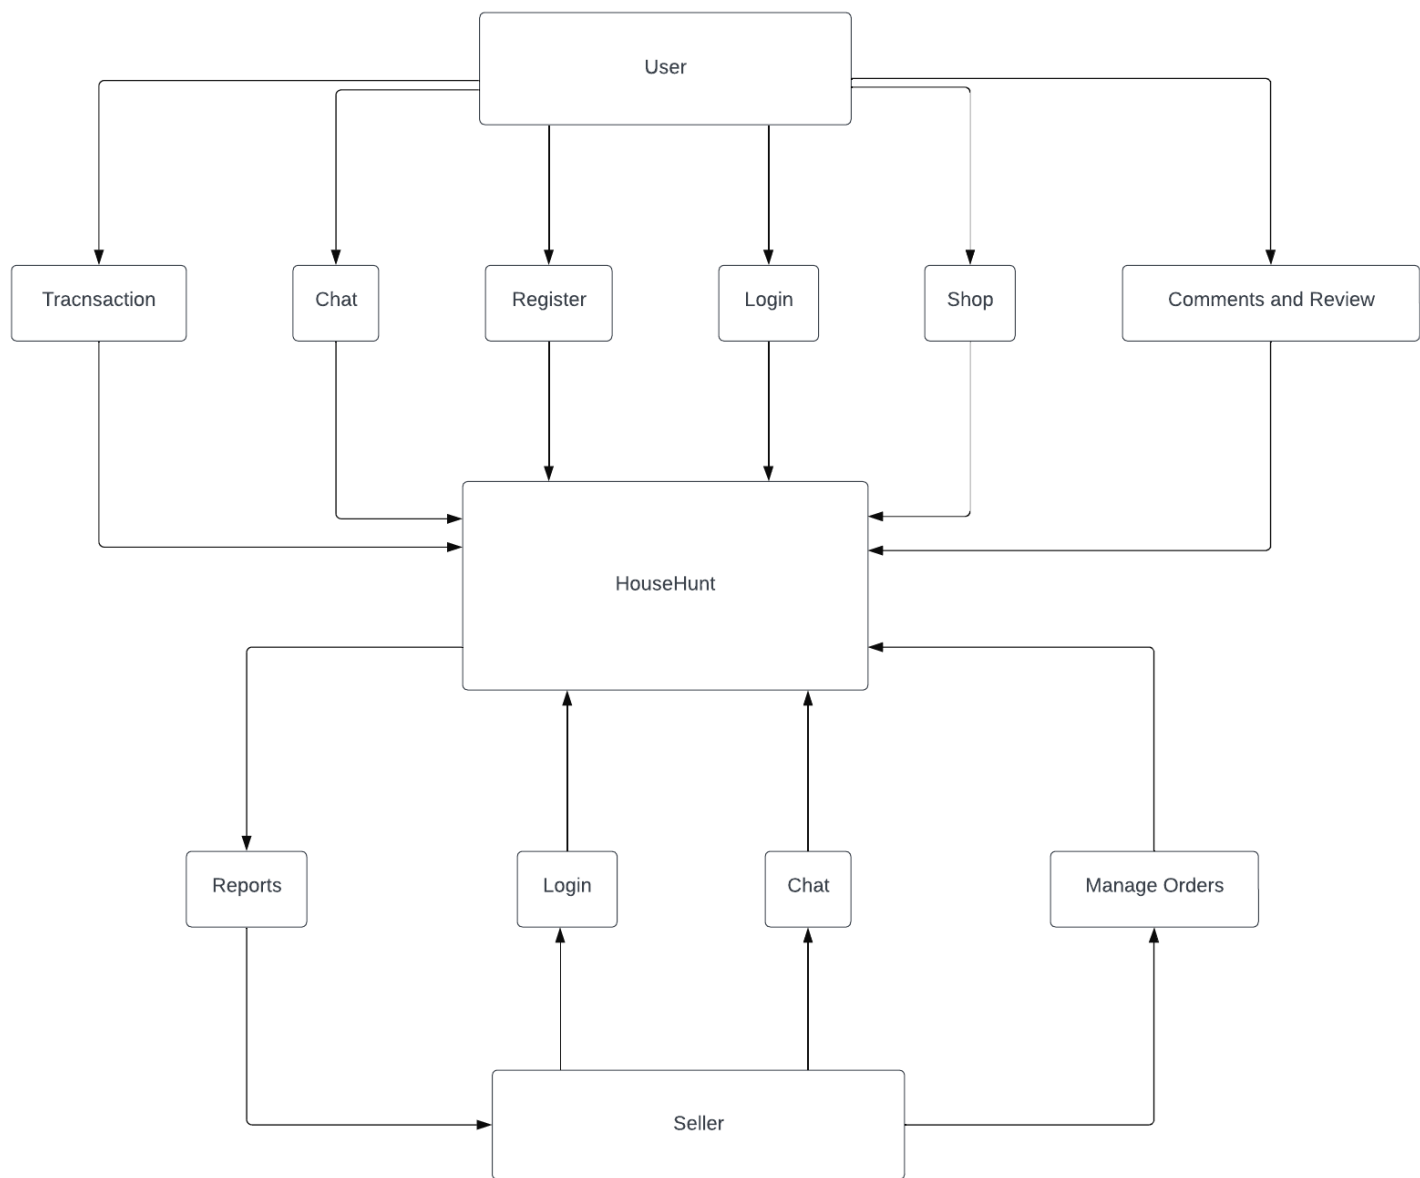 User
Tracnsaction
Chat
Register
Login
Shop
Comments and Review
HouseHunt
Reports
Login
Chat
Manage Orders
Seller